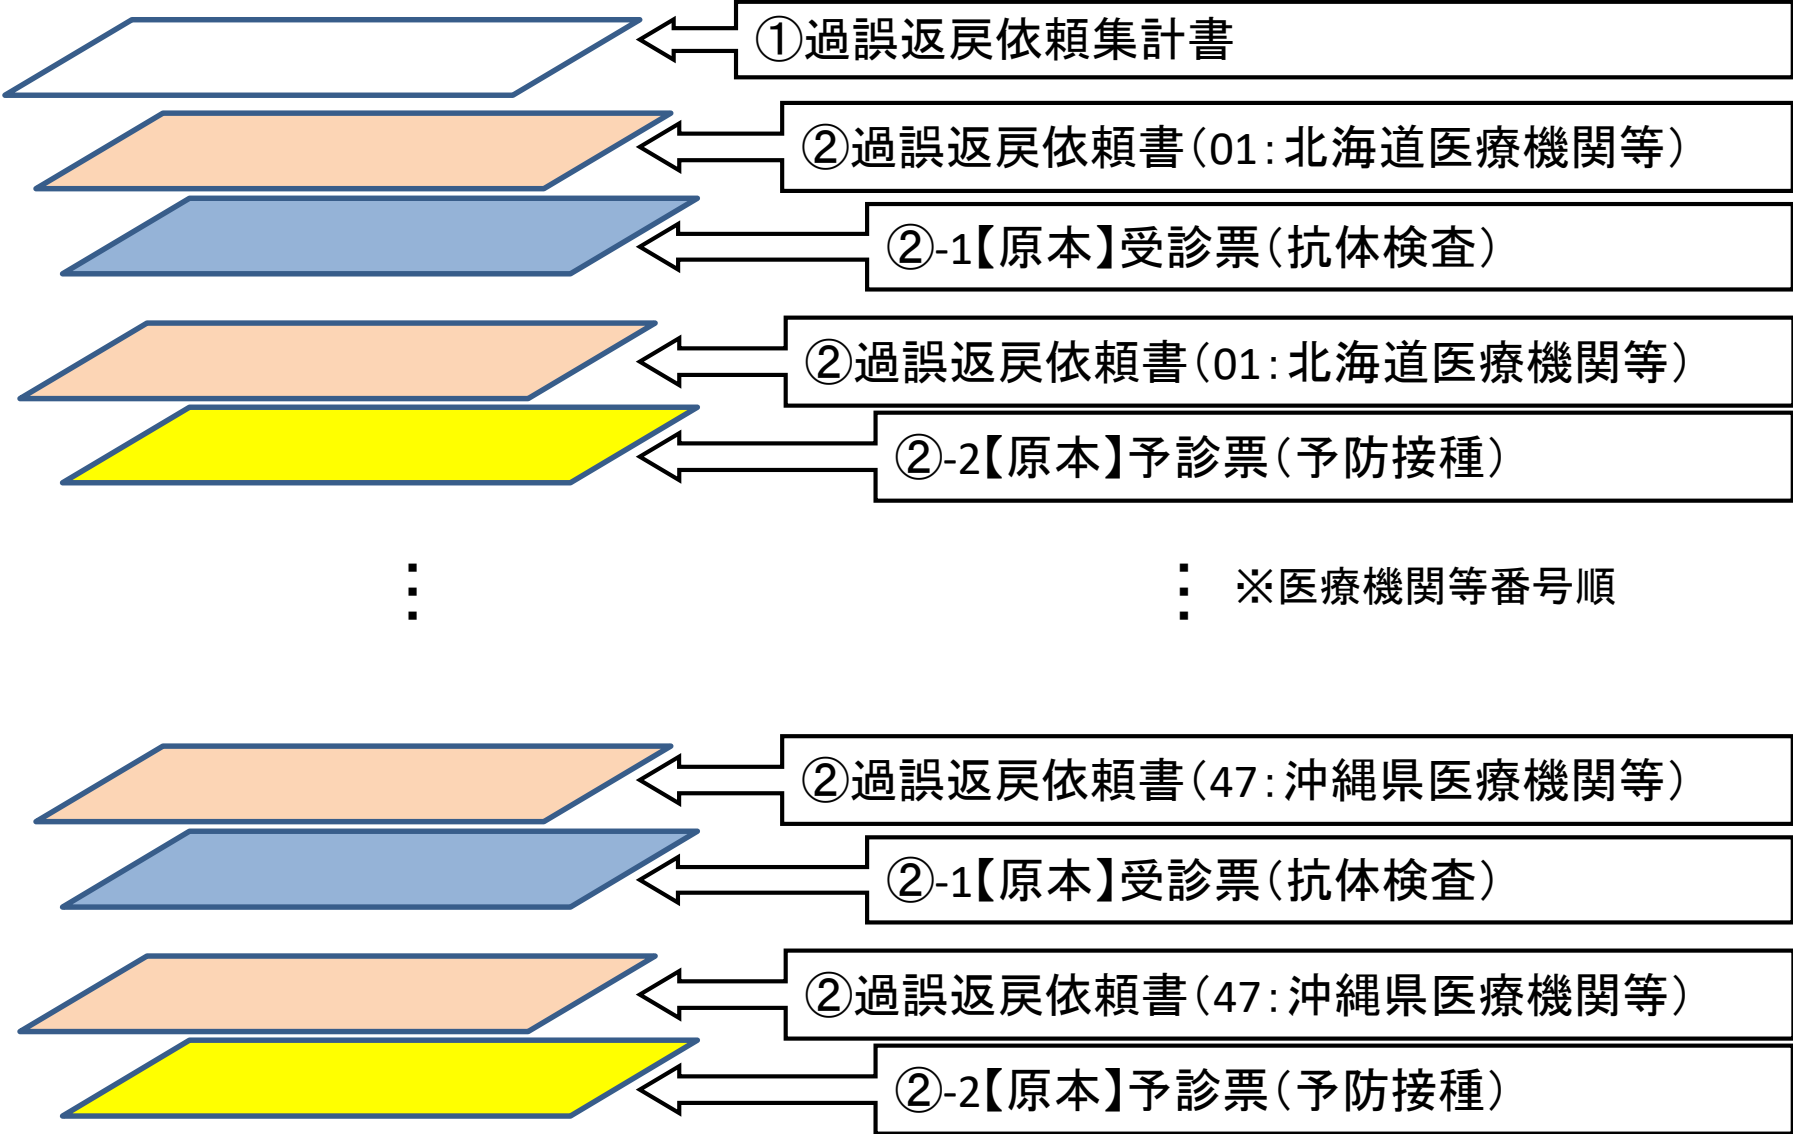 ①過誤返戻依頼集計書
②過誤返戻依頼書（01：北海道医療機関等）
②-1【原本】受診票（抗体検査）
②過誤返戻依頼書（01：北海道医療機関等）
②-2【原本】予診票（予防接種）
※医療機関等番号順
②過誤返戻依頼書（47：沖縄県医療機関等）
②-1【原本】受診票（抗体検査）
②過誤返戻依頼書（47：沖縄県医療機関等）
②-2【原本】予診票（予防接種）